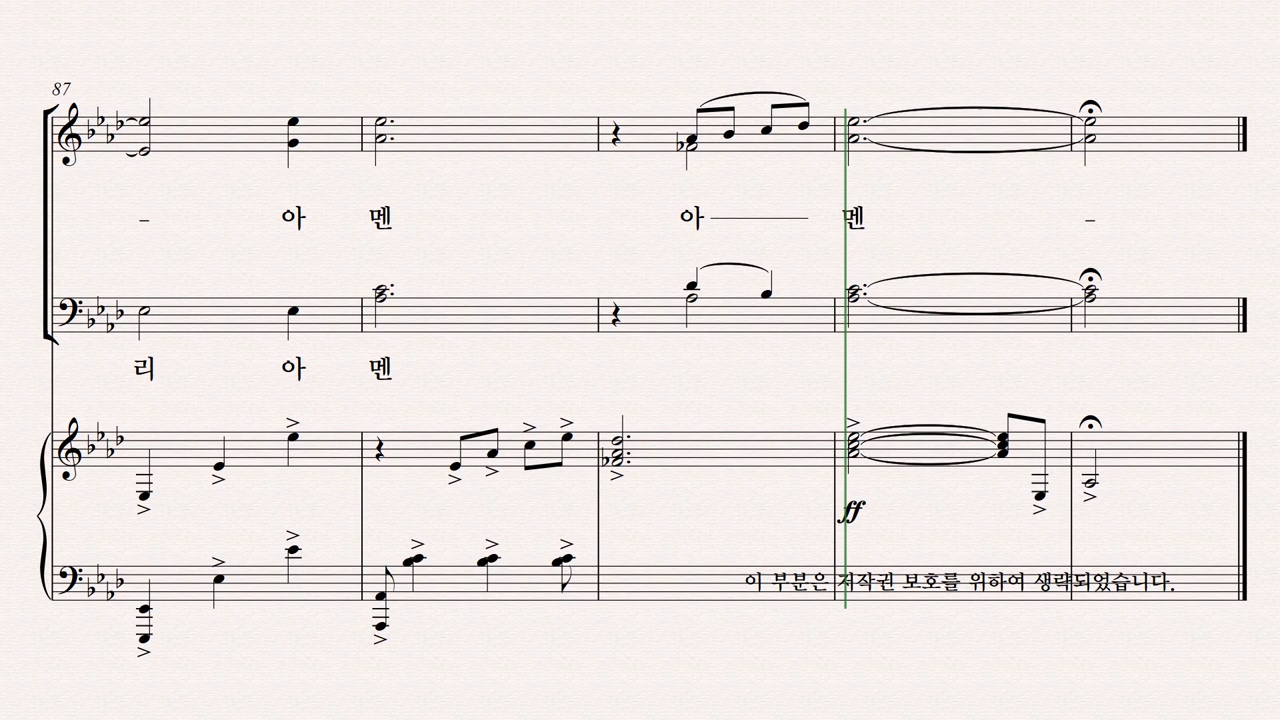 87
– 아 멘 아 멘 –
리 아 멘
ff
이 부분은 저작권 보호를 위하여 생략되었습니다.